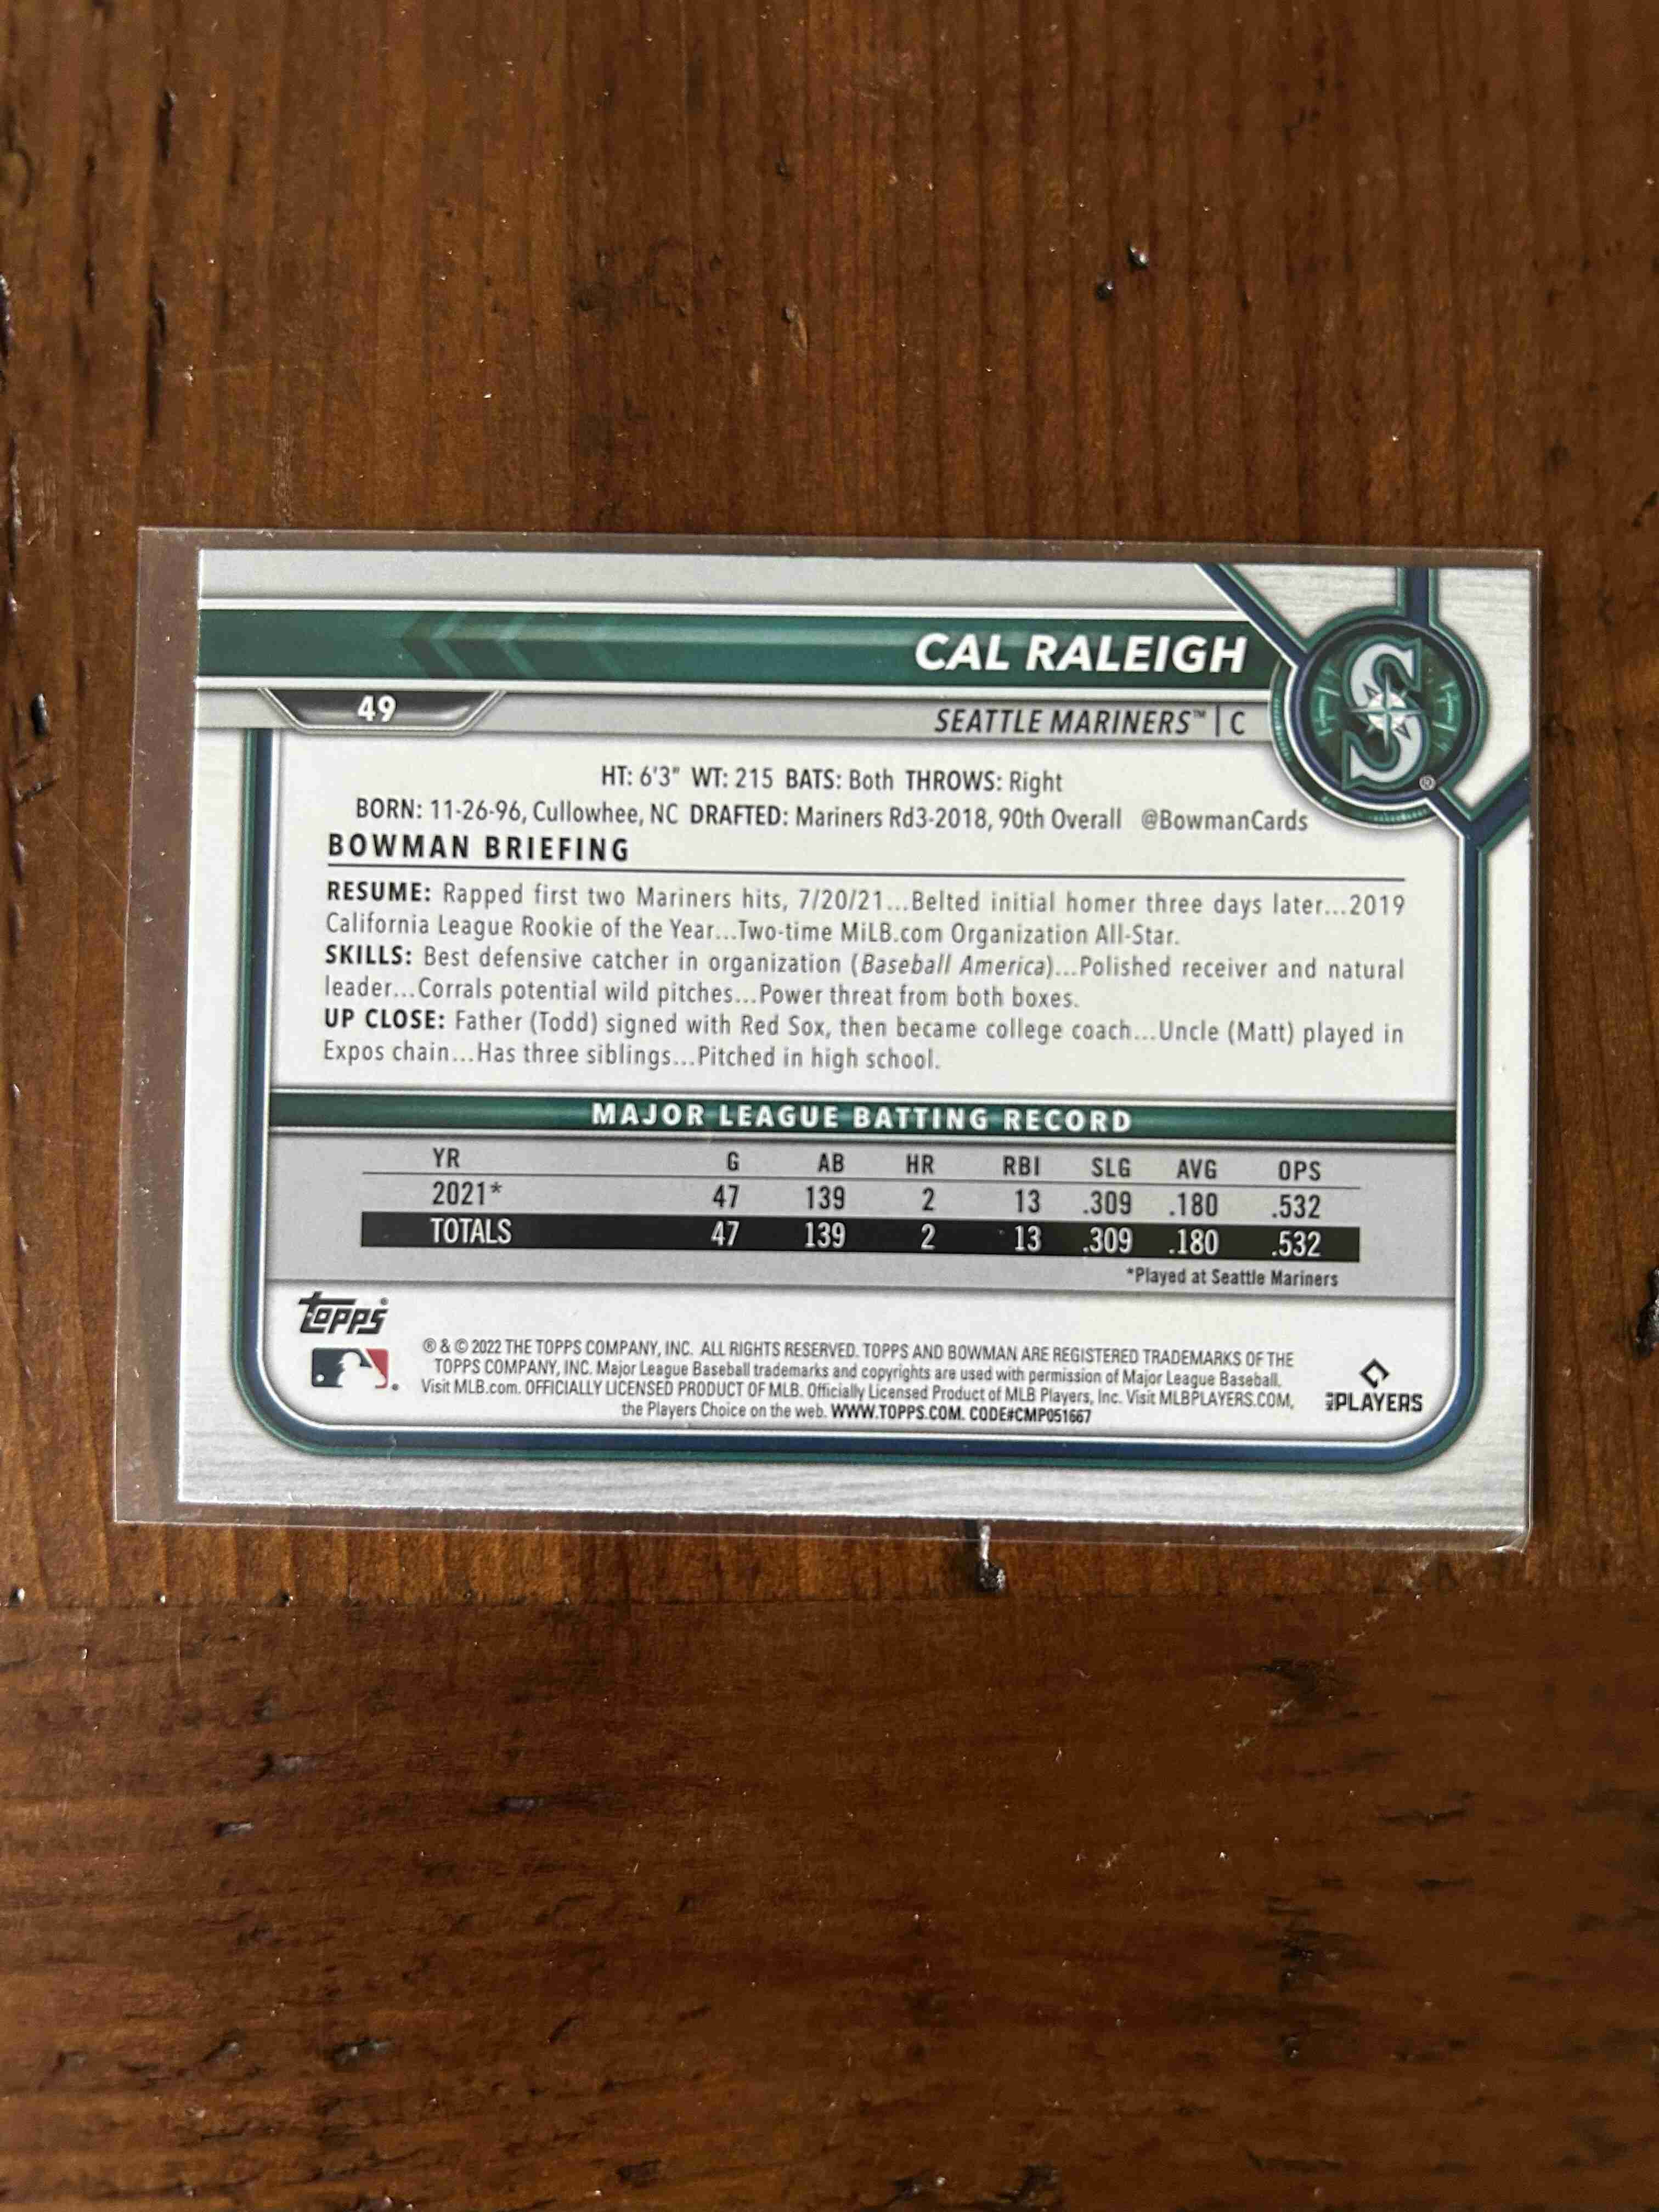 CAL RALEIGH
49
SEATTLE MARINERS™ | C
S
®
HT: 6'3" WT: 215 BATS: Both THROWS: Right
BORN: 11-26-96, Cullowhee, NC DRAFTED: Mariners Rd3-2018, 90th Overall @BowmanCards
BOWMAN BRIEFING
RESUME: Rapped first two Mariners hits, 7/20/21...Belted initial homer three days later...2019
California League Rookie of the Year...Two-time MiLB.com Organization All-Star.
SKILLS: Best defensive catcher in organization (Baseball America)...Polished receiver and natural
leader...Corrals potential wild pitches...Power threat from both boxes.
UP CLOSE: Father (Todd) signed with Red Sox, then became college coach...Uncle (Matt) played in
Expos chain...Has three siblings...Pitched in high school.
MAJOR LEAGUE BATTING RECORD
YR G AB HR RBI SLG AVG OPS
2021* 47 139 2 13 .309 .180 .532
TOTALS 47 139 2 13 .309 .180 .532
*Played at Seattle Mariners
topps®
® & © 2022 THE TOPPS COMPANY, INC. ALL RIGHTS RESERVED. TOPPS AND BOWMAN ARE REGISTERED TRADEMARKS OF THE
TOPPS COMPANY, INC. Major League Baseball trademarks and copyrights are used with permission of Major League Baseball.
Visit MLB.com. OFFICIALLY LICENSED PRODUCT OF MLB. Officially Licensed Product of MLB Players, Inc. Visit MLBPLAYERS.COM,
the Players Choice on the web. WWW.TOPPS.COM. CODE#CMP051667
MLB PLAYERS